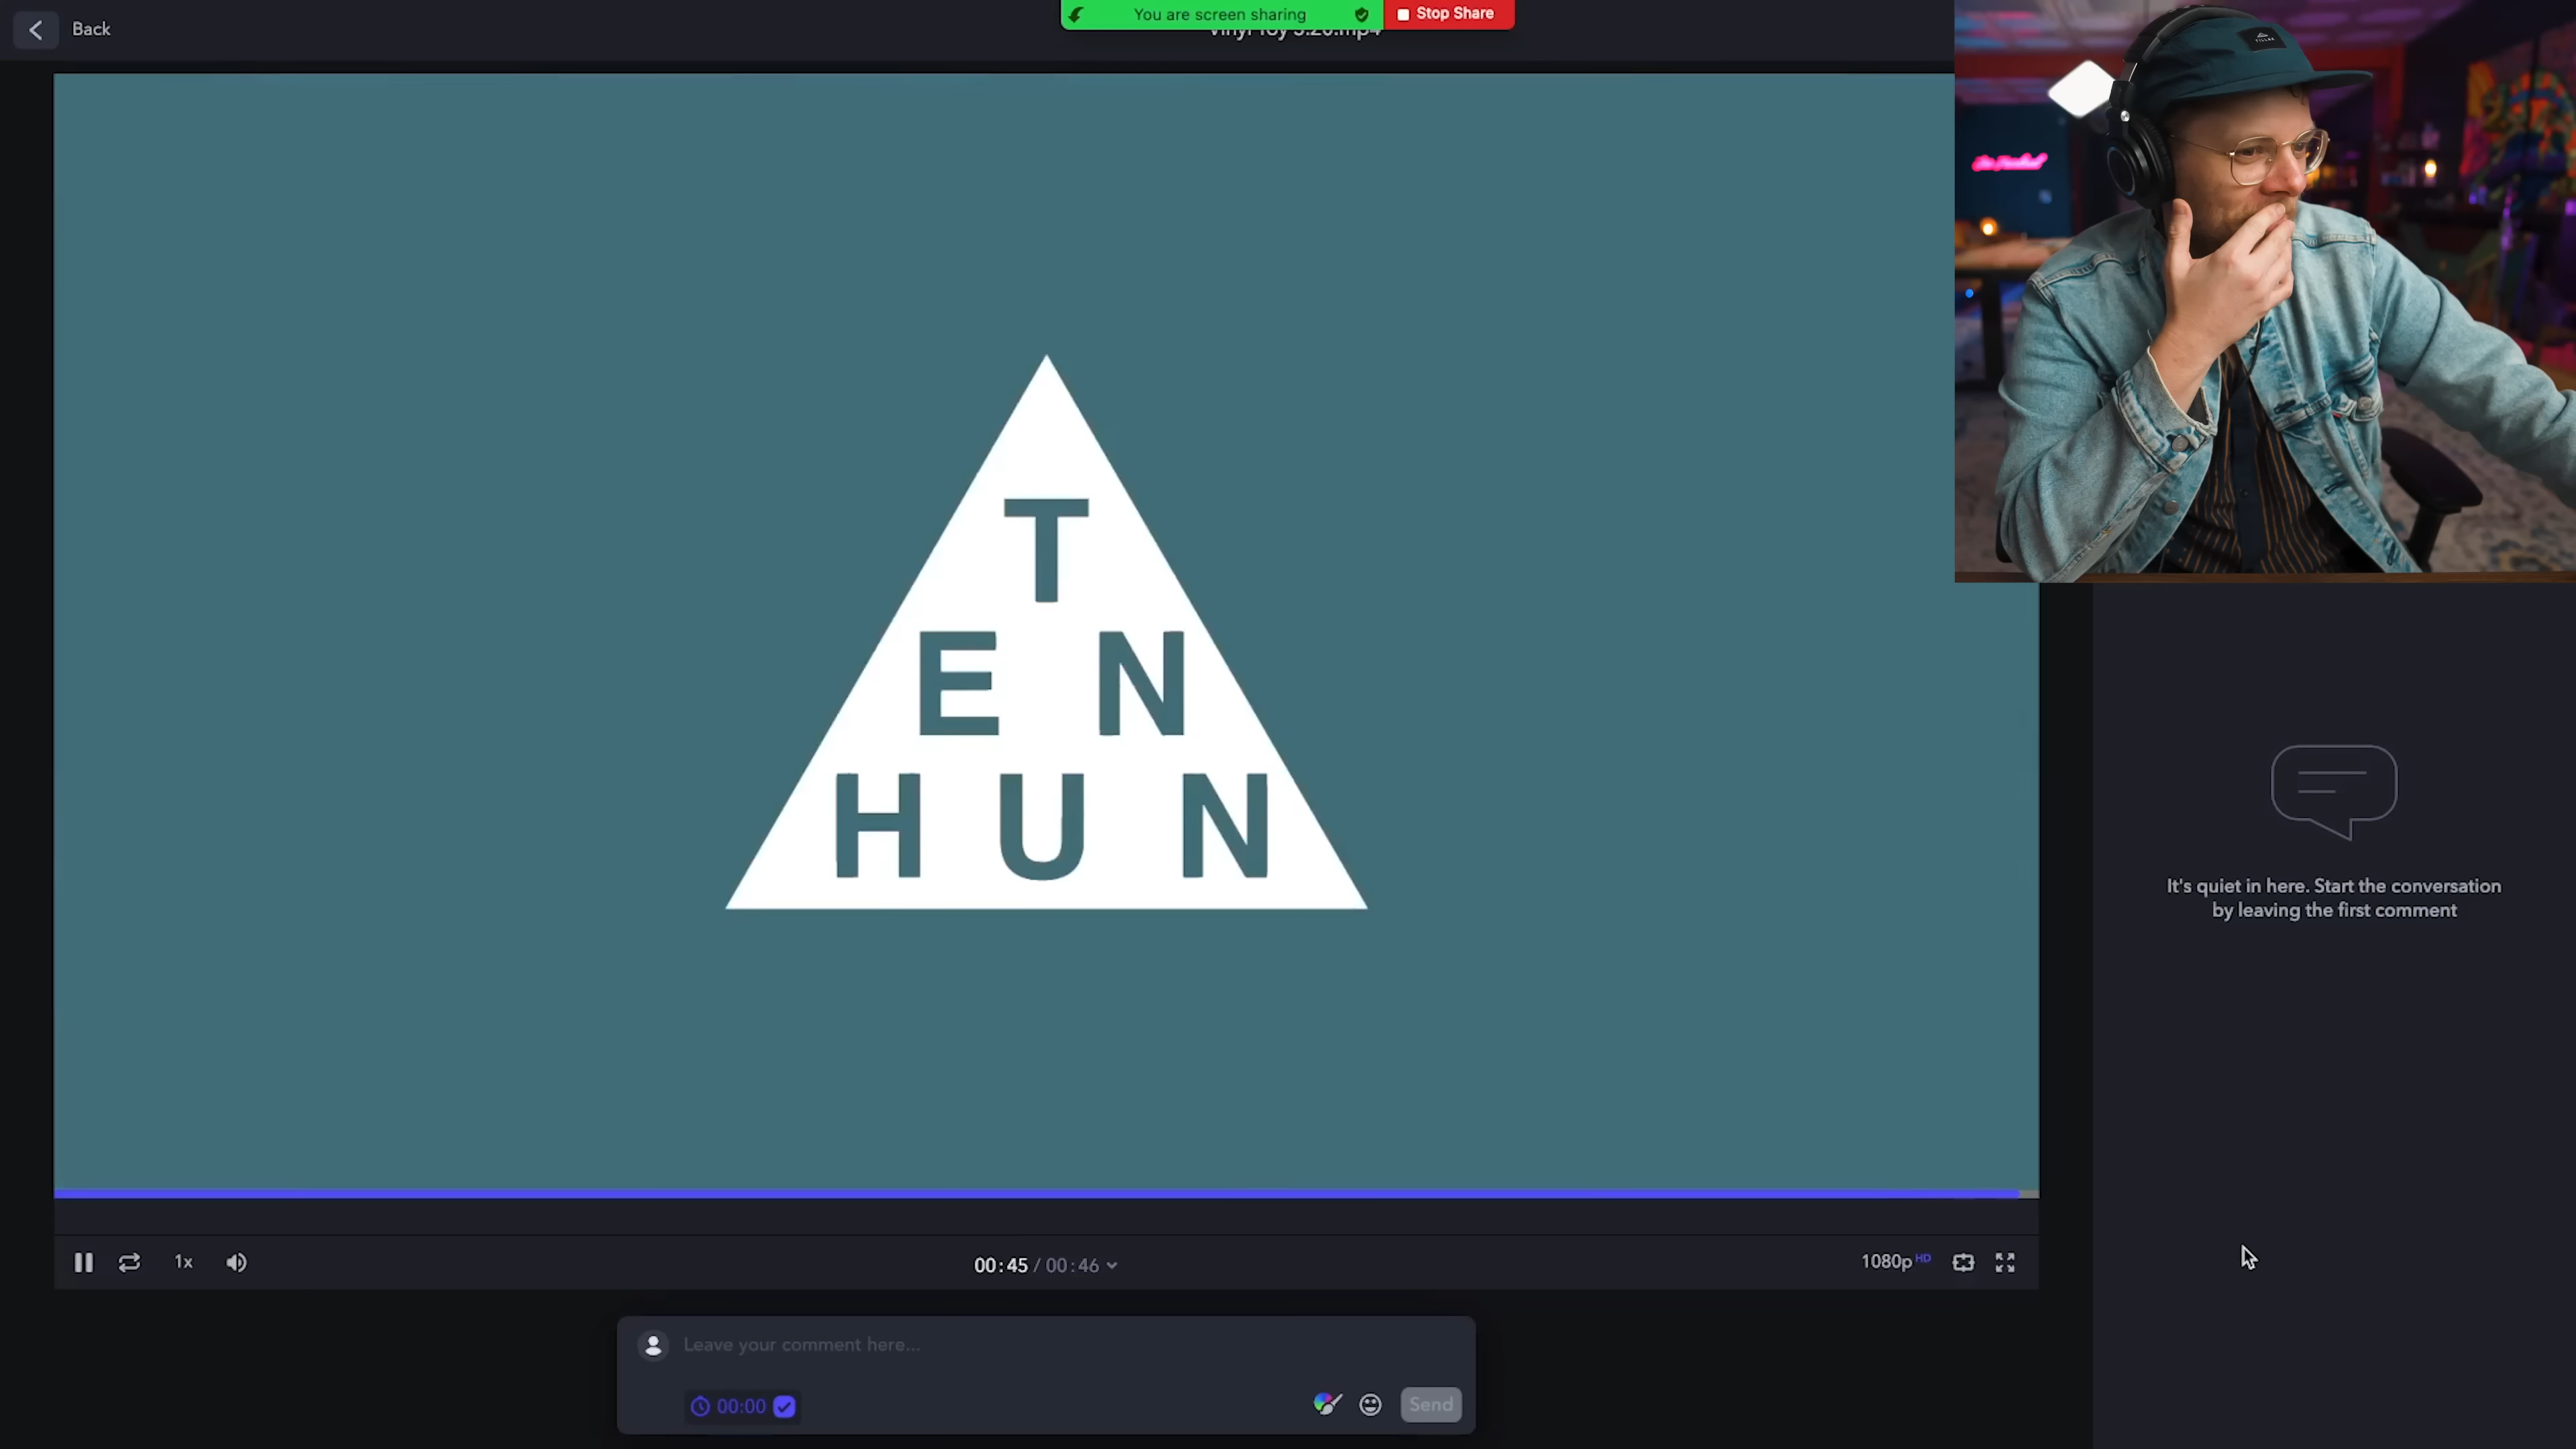 Back
You are screen sharing
Stop Share
T
E N
H U N
It's quiet in here. Start the conversation
by leaving the first comment
1x
00:45 / 00:46
1080p HD
Leave your comment here...
00:00
Send